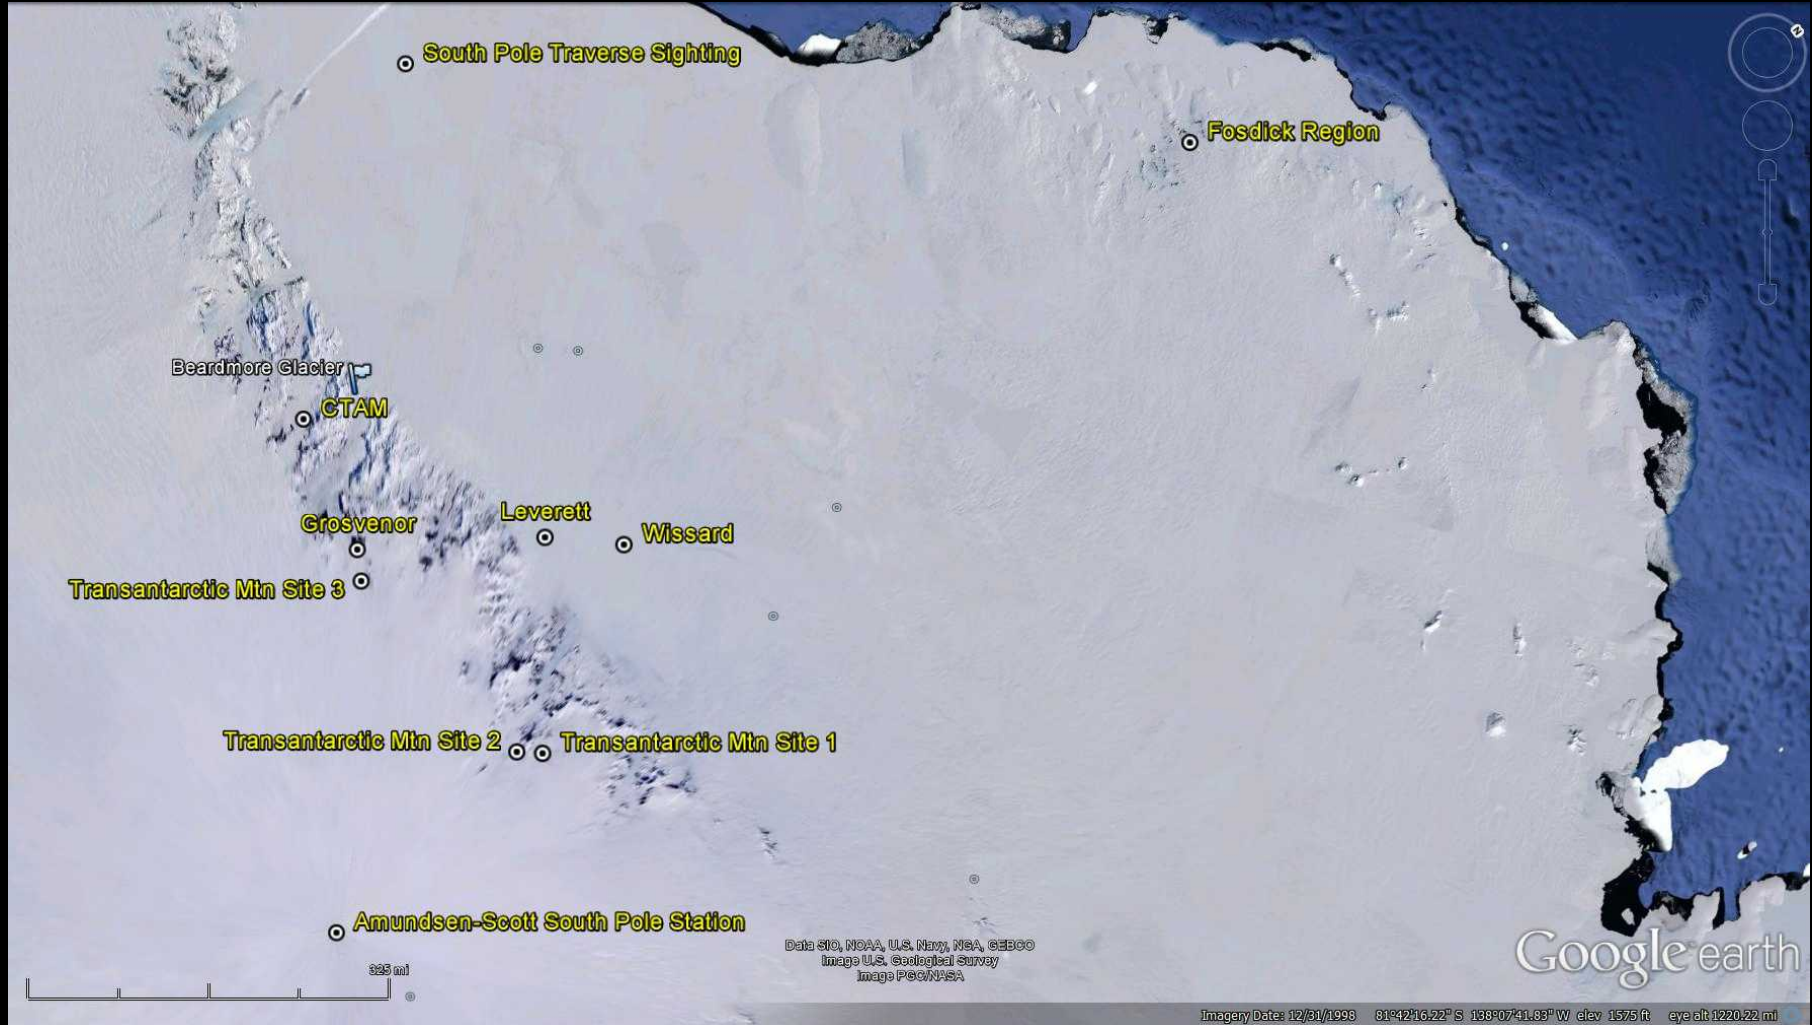 South Pole Traverse Sighting
N
Fosdick Region
Beardmore Glacier
CTAM
Leverett
Grosvenor
Wissard
Transantarctic Mtn Site 3
Transantarctic Mtn Site 2
Transantarctic Mtn Site 1
Amundsen-Scott South Pole Station
Data SIO, NOAA, U.S. Navy, NGA, GEBCO
Image U.S. Geological Survey
Image PGC/NASA
325 mi
Google earth
Imagery Date: 12/31/1998 81°42'16.22" S 138°07'41.83" W elev 1575 ft eye alt 1220.22 mi